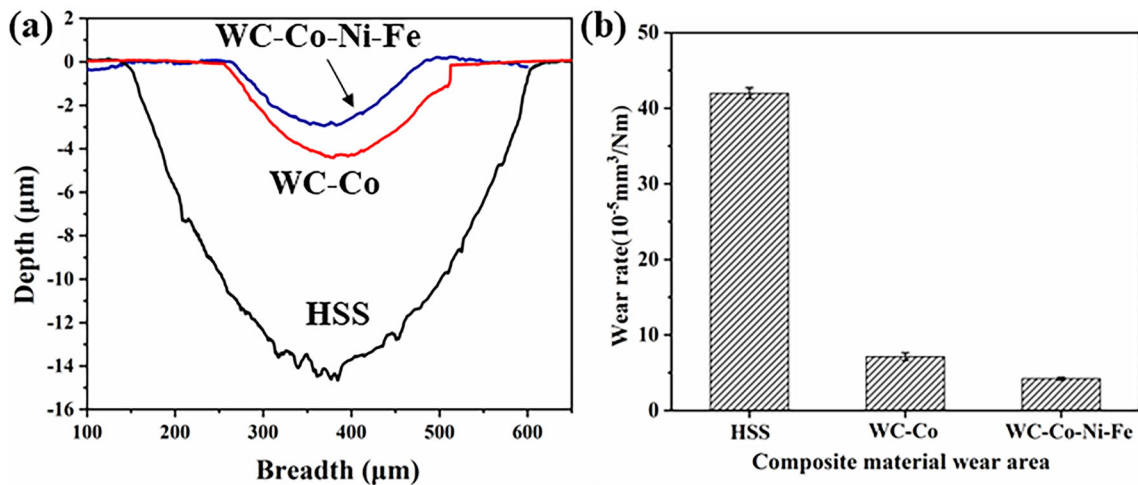 (a)
WC-Co-Ni-Fe
WC-Co
HSS
2
0
-2
-4
-6
-8
-10
-12
-14
-16
Depth (μm)
100
200
300
400
500
600
Breadth (μm)
(b)
50
40
30
20
10
0
Wear rate(10⁻⁵mm³/Nm)
HSS
WC-Co
WC-Co-Ni-Fe
Composite material wear area